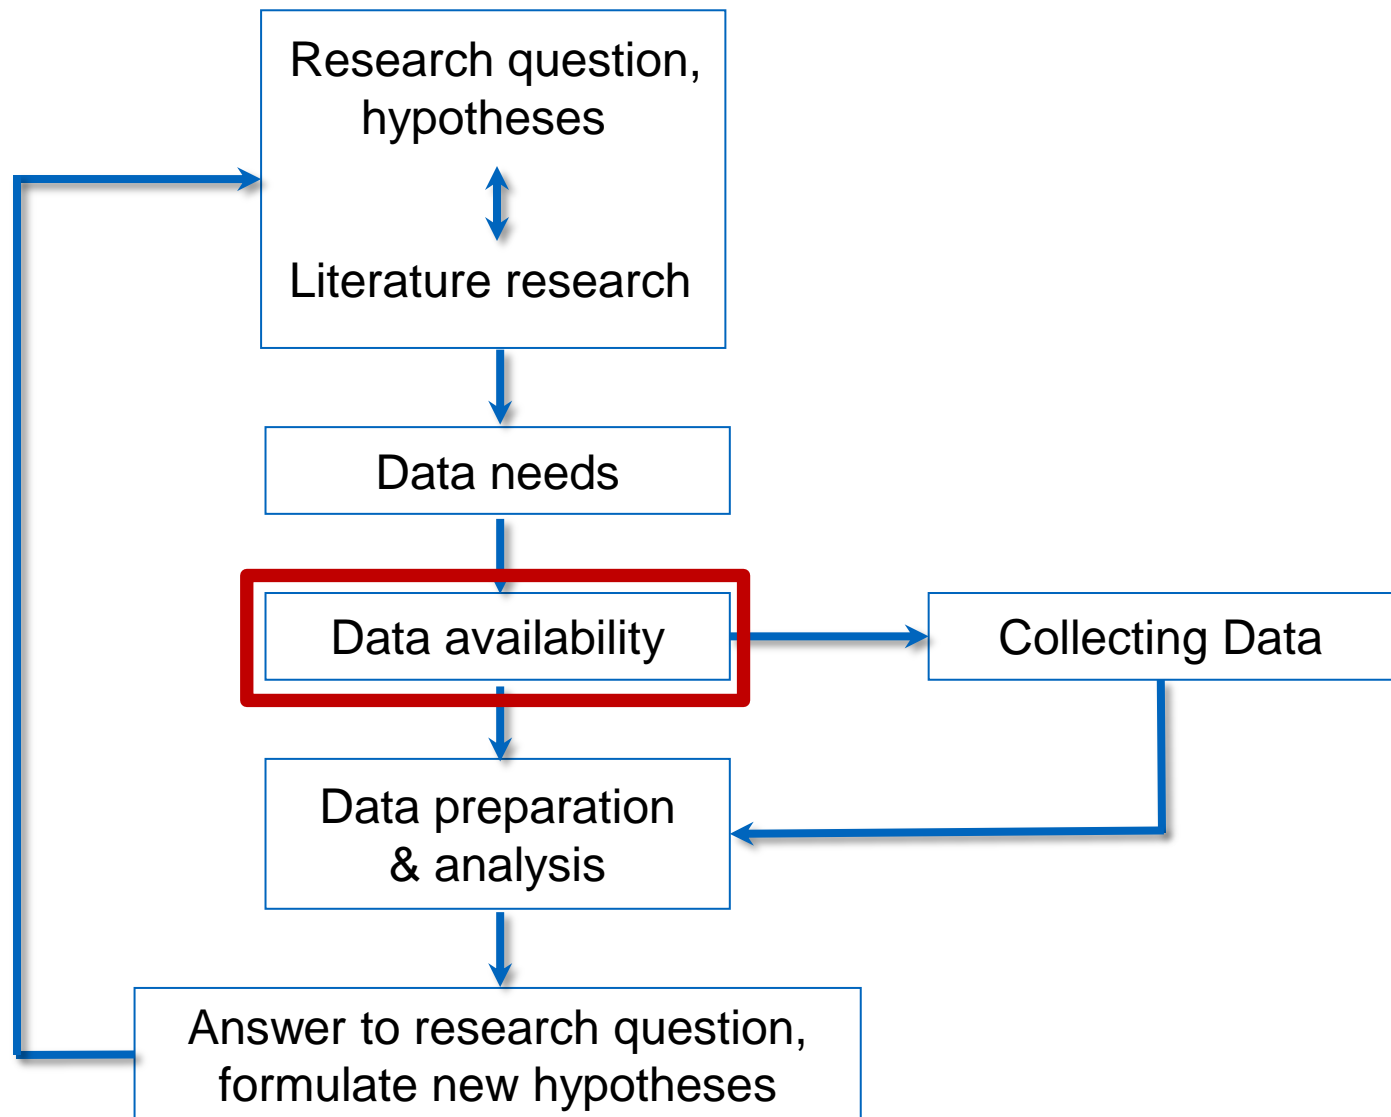 Research question,
hypotheses
Literature research
Data needs
Data availability
Collecting Data
Data preparation
& analysis
Answer to research question,
formulate new hypotheses